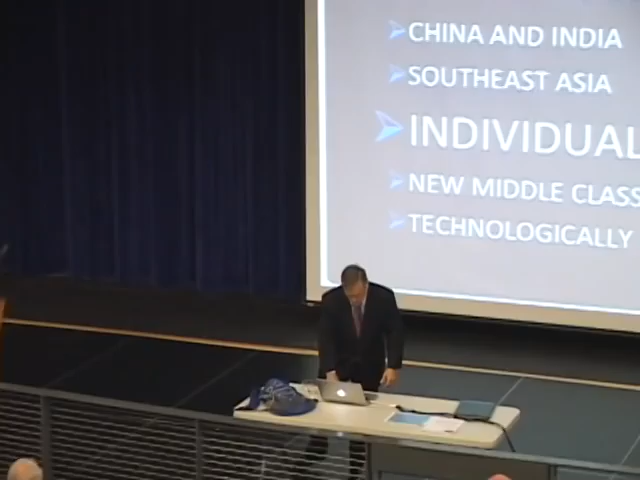 CHINA AND INDIA
SOUTHEAST ASIA
INDIVIDUAL
NEW MIDDLE CLASS
TECHNOLOGICALLY